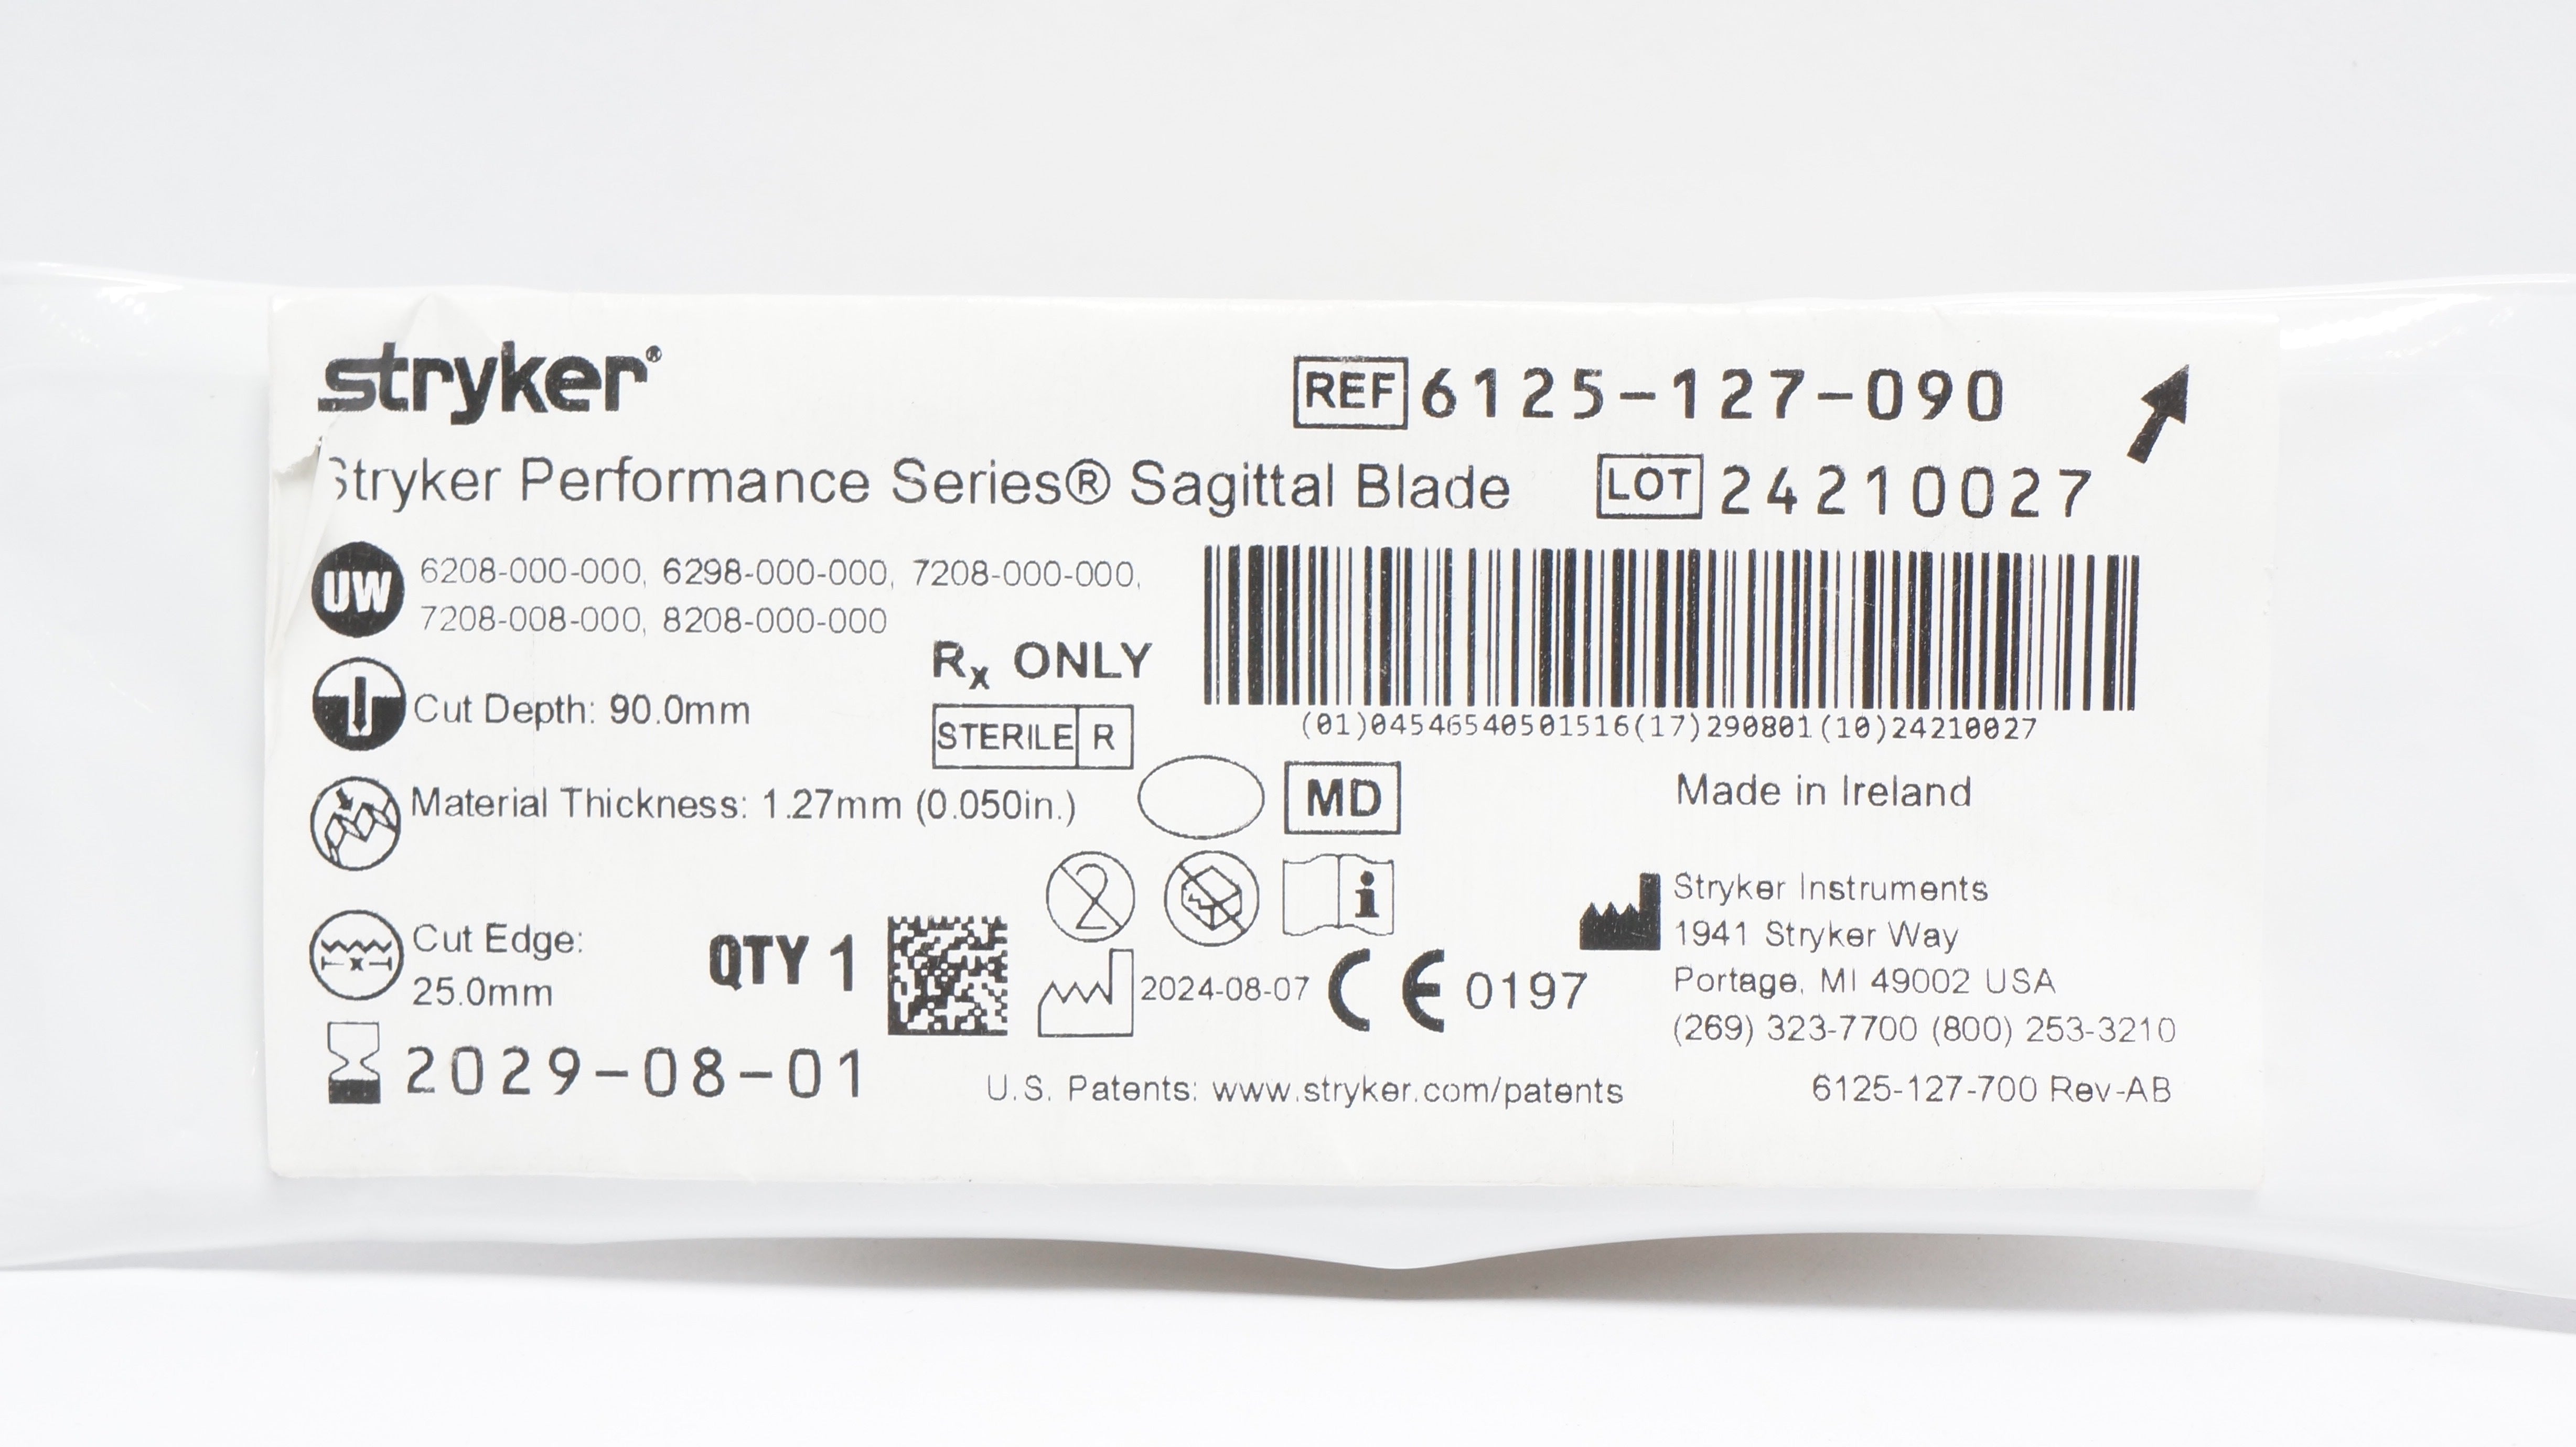 stryker®
REF 6125-127-090
Stryker Performance Series® Sagittal Blade
LOT 24210027
UW 6208-000-000, 6298-000-000, 7208-000-000,
7208-008-000, 8208-000-000
Rx ONLY
Cut Depth: 90.0mm
STERILE R
(01)04546540501516(17)290801(10)24210027
Material Thickness: 1.27mm (0.050in.)
MD
Made in Ireland
2
i
Stryker Instruments
1941 Stryker Way
Portage, MI 49002 USA
(269) 323-7700 (800) 253-3210
Cut Edge:
25.0mm
x
QTY 1
2024-08-07
CE 0197
2029-08-01
U.S. Patents: www.stryker.com/patents
6125-127-700 Rev-AB